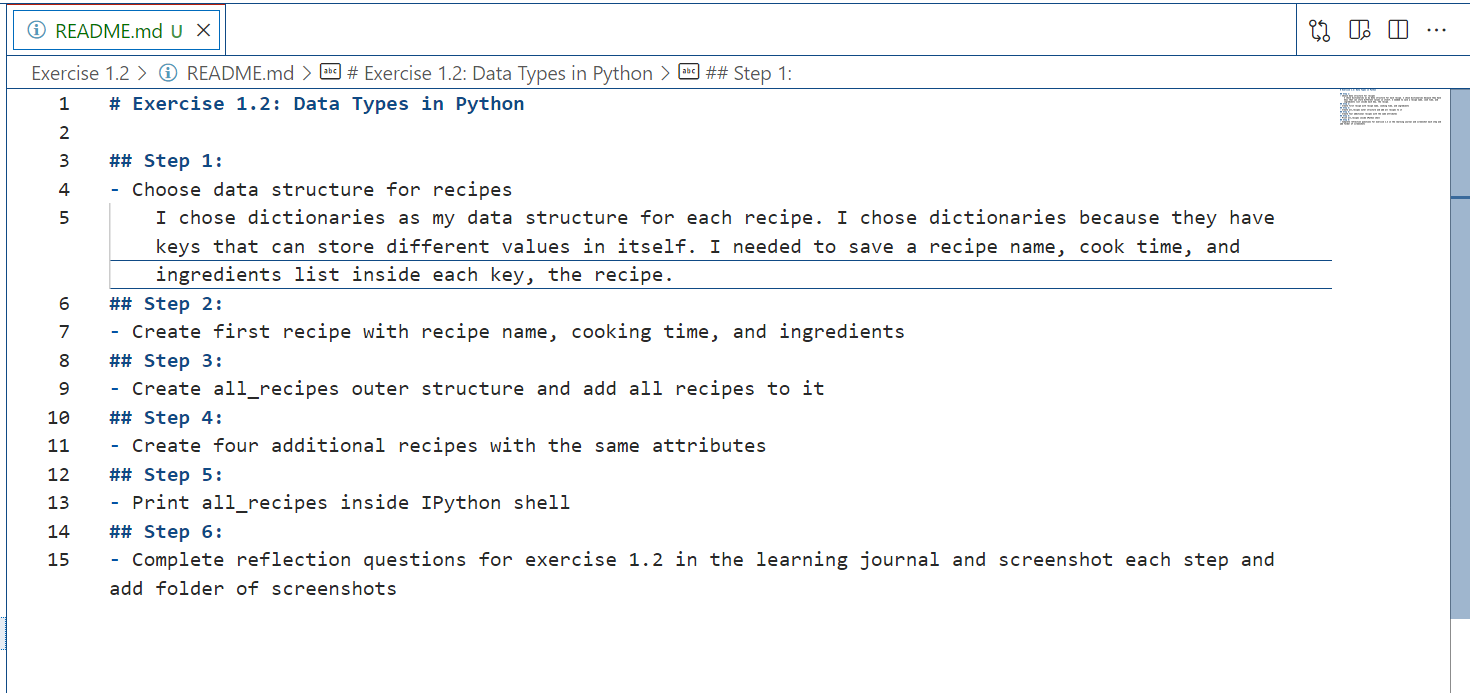 README.md U
Exercise 1.2 > README.md > abc # Exercise 1.2: Data Types in Python > abc ## Step 1:
1 # Exercise 1.2: Data Types in Python
2
3 ## Step 1:
4 - Choose data structure for recipes
5 I chose dictionaries as my data structure for each recipe. I chose dictionaries because they have
keys that can store different values in itself. I needed to save a recipe name, cook time, and
ingredients list inside each key, the recipe.
6 ## Step 2:
7 - Create first recipe with recipe name, cooking time, and ingredients
8 ## Step 3:
9 - Create all_recipes outer structure and add all recipes to it
10 ## Step 4:
11 - Create four additional recipes with the same attributes
12 ## Step 5:
13 - Print all_recipes inside IPython shell
14 ## Step 6:
15 - Complete reflection questions for exercise 1.2 in the learning journal and screenshot each step and
add folder of screenshots